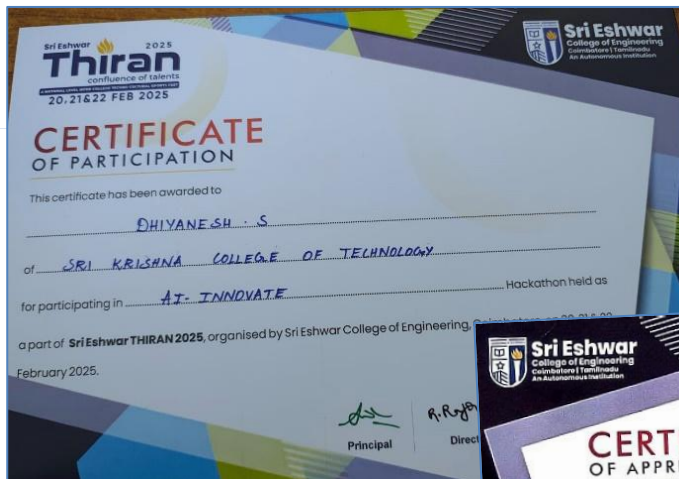 Sri Eshwar 2025
Thiran
confluence of talents
20, 21 & 22 FEB 2025
Sri Eshwar
College of Engineering
Coimbatore | Tamilnadu
An Autonomous Institution
CERTIFICATE
OF PARTICIPATION
This certificate has been awarded to
DHIYANESH . S
of SRI KRISHNA COLLEGE OF TECHNOLOGY
for participating in AI - INNOVATE Hackathon held as
a part of Sri Eshwar THIRAN 2025, organised by Sri Eshwar College of Engineering,
February 2025.
Principal
Direct
Sri Eshwar
College of Engineering
Coimbatore | Tamilnadu
An Autonomous Institution
CERT
OF APPR